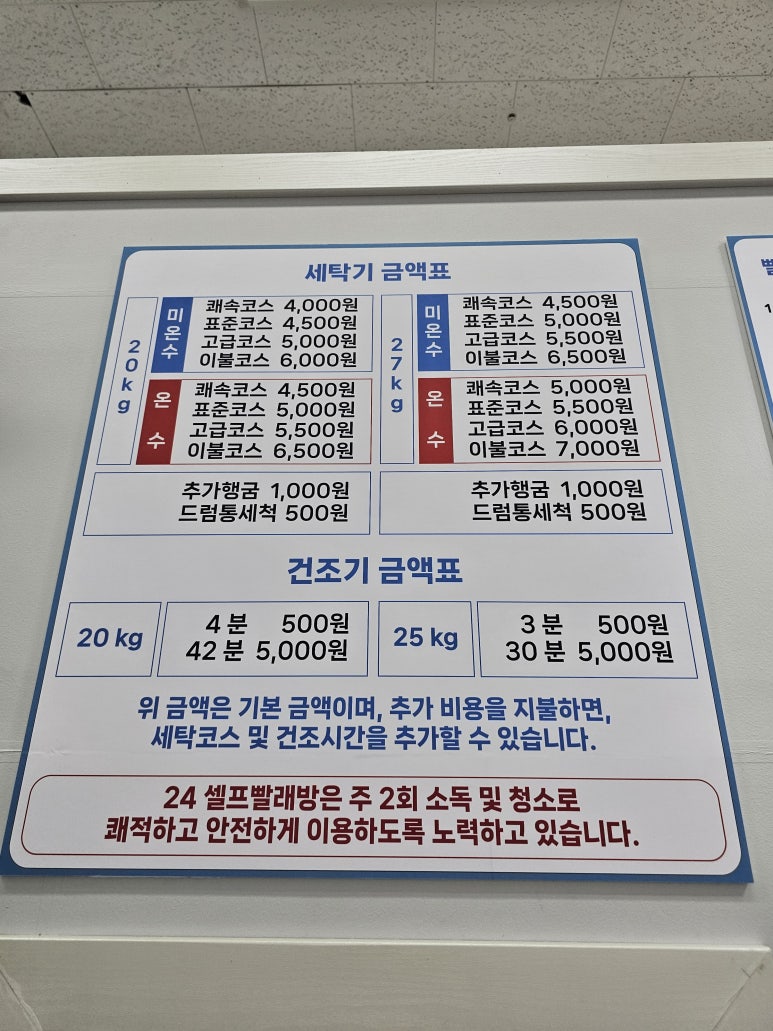 세탁기 금액표
20kg
미온수
쾌속코스 4,000원
표준코스 4,500원
고급코스 5,000원
이불코스 6,000원
온수
쾌속코스 4,500원
표준코스 5,000원
고급코스 5,500원
이불코스 6,500원
추가행굼 1,000원
드럼통세척 500원
27kg
미온수
쾌속코스 4,500원
표준코스 5,000원
고급코스 5,500원
이불코스 6,500원
온수
쾌속코스 5,000원
표준코스 5,500원
고급코스 6,000원
이불코스 7,000원
추가행굼 1,000원
드럼통세척 500원
건조기 금액표
20 kg
4 분 500원
42 분 5,000원
25 kg
3 분 500원
30 분 5,000원
위 금액은 기본 금액이며, 추가 비용을 지불하면,
세탁코스 및 건조시간을 추가할 수 있습니다.
24 셀프빨래방은 주 2회 소독 및 청소로
쾌적하고 안전하게 이용하도록 노력하고 있습니다.